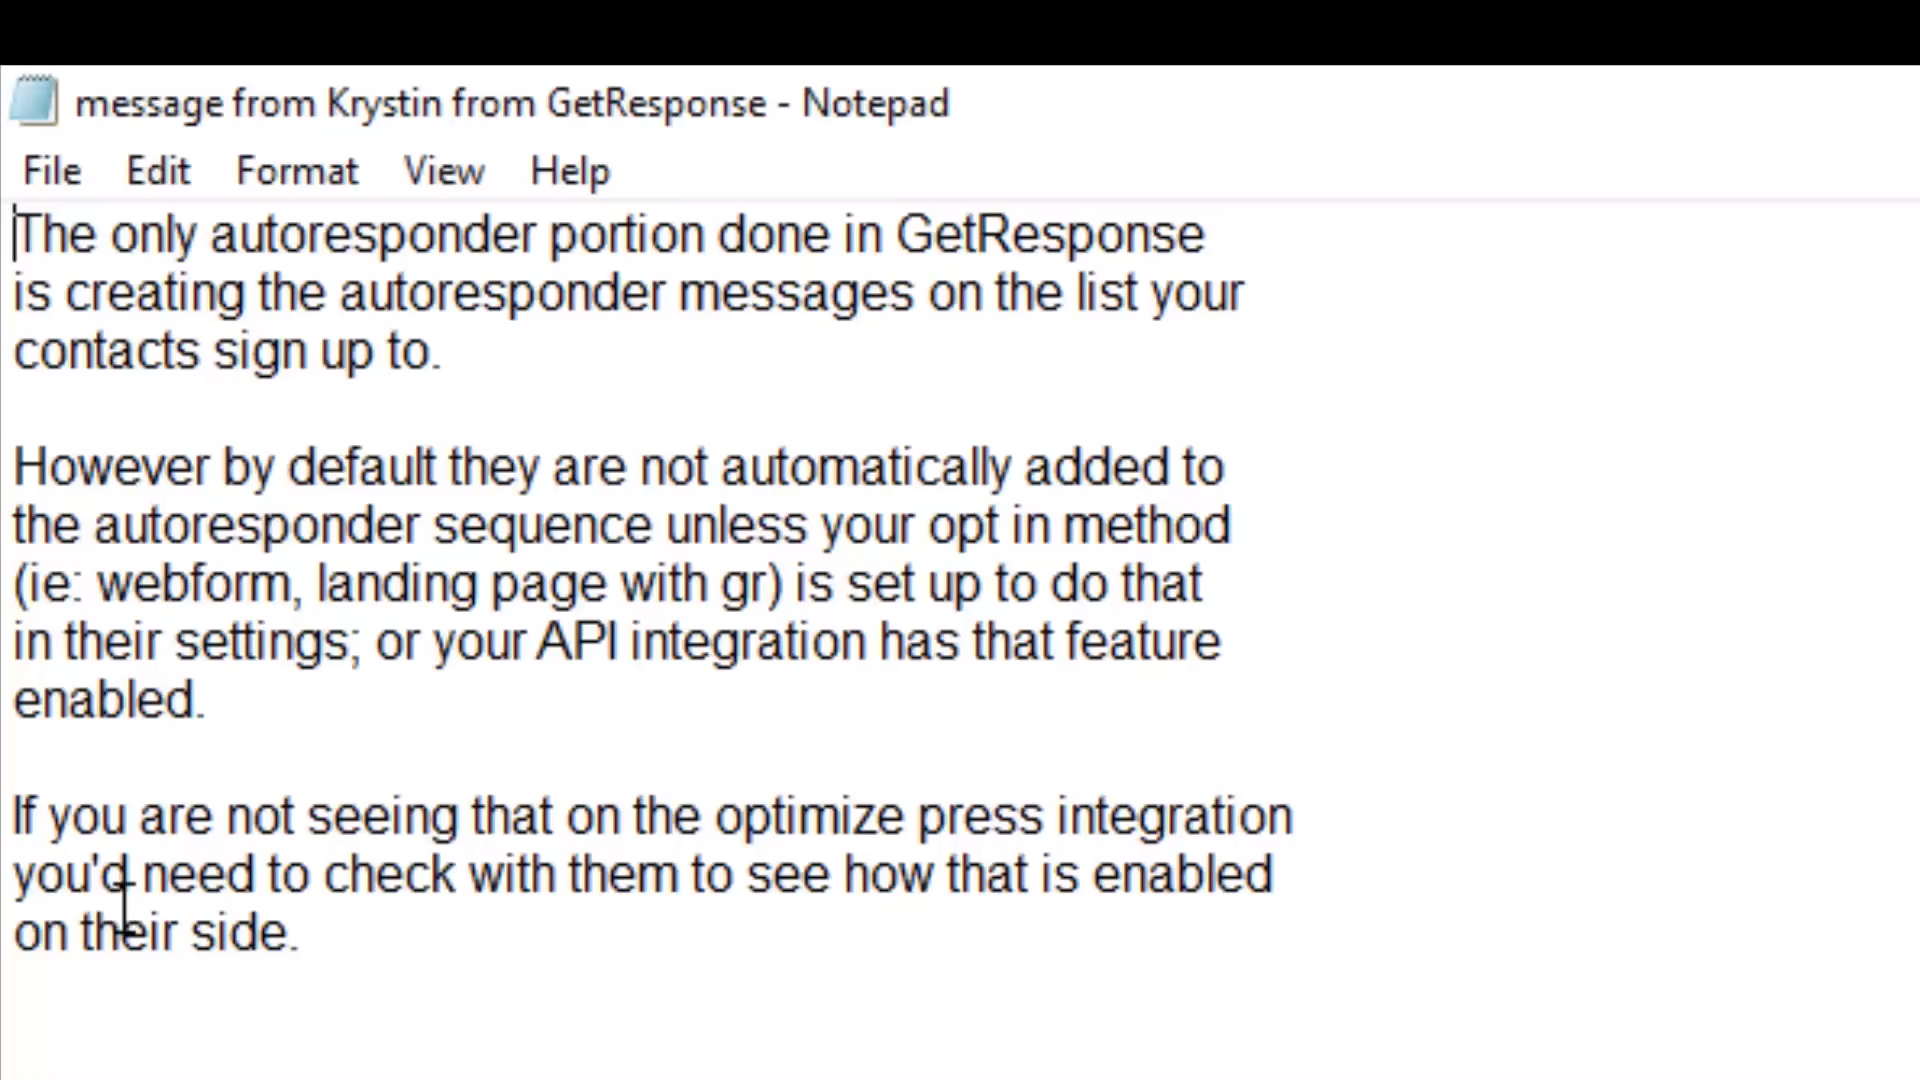 message from Krystin from GetResponse - Notepad
File Edit Format View Help
The only autoresponder portion done in GetResponse
is creating the autoresponder messages on the list your
contacts sign up to.
However by default they are not automatically added to
the autoresponder sequence unless your opt in method
(ie: webform, landing page with gr) is set up to do that
in their settings; or your API integration has that feature
enabled.
If you are not seeing that on the optimize press integration
you'd need to check with them to see how that is enabled
on their side.